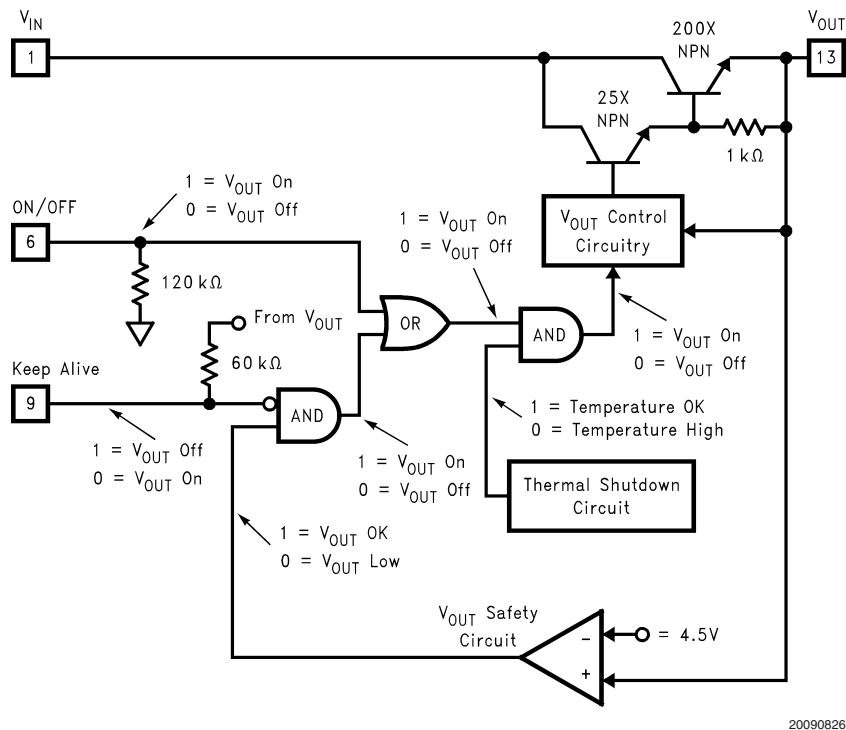 V_IN
1
200X
NPN
V_OUT
13
25X
NPN
1 kΩ
1 = V_OUT On
0 = V_OUT Off
ON/OFF
6
120 kΩ
V_OUT Control
Circuitry
1 = V_OUT On
0 = V_OUT Off
From V_OUT
OR
AND
1 = V_OUT On
0 = V_OUT Off
60 kΩ
Keep Alive
9
AND
1 = Temperature OK
0 = Temperature High
1 = V_OUT Off
0 = V_OUT On
1 = V_OUT On
0 = V_OUT Off
Thermal Shutdown
Circuit
1 = V_OUT OK
0 = V_OUT Low
V_OUT Safety
Circuit
−
= 4.5V
+
20090826